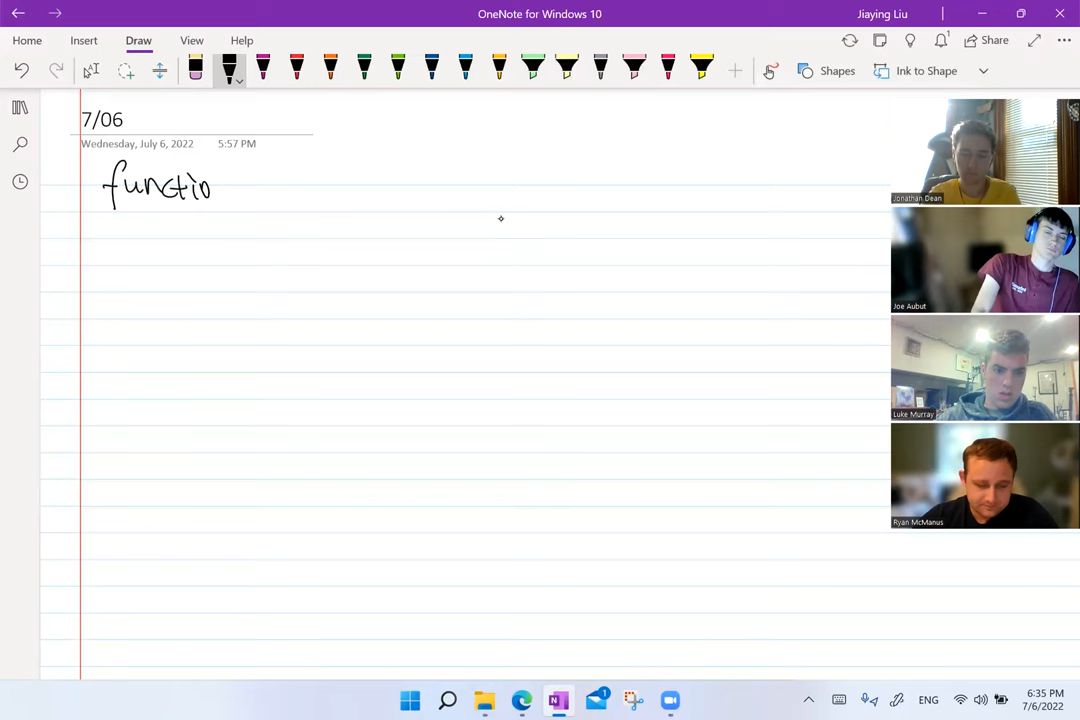 OneNote for Windows 10
Jiaying Liu
Home Insert Draw View Help
Share
Shapes
Ink to Shape
7/06
Wednesday, July 6, 2022 5:57 PM
functio
Jonathan Dean
Joe Aubut
Luke Murray
Ryan McManus
1
ENG
6:35 PM
7/6/2022